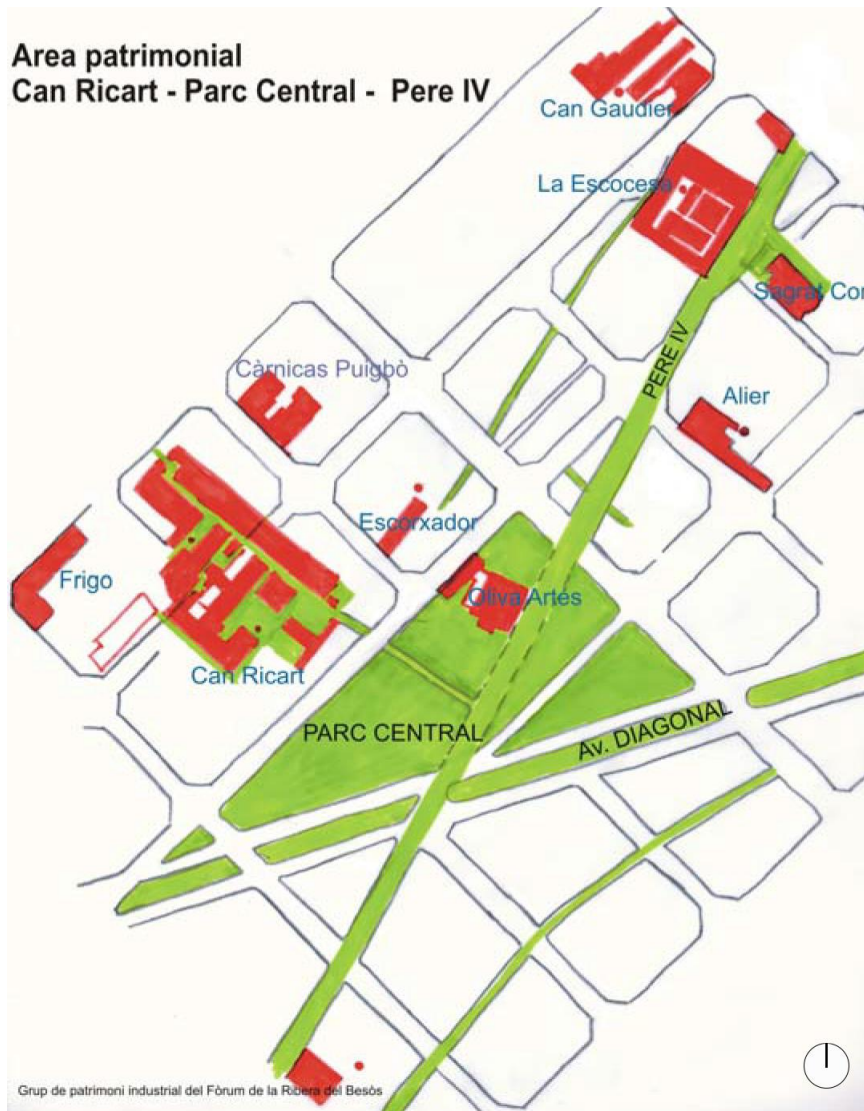 Area patrimonial
Can Ricart - Parc Central - Pere IV
Can Gaudier
La Escocesa
Sagrat Cor
PERE IV
Càrnicas Puigbò
Alier
Escorxador
Frigo
Oliva Artés
Can Ricart
PARC CENTRAL
Av. DIAGONAL
Grup de patrimoni industrial del Fòrum de la Ribera del Besòs